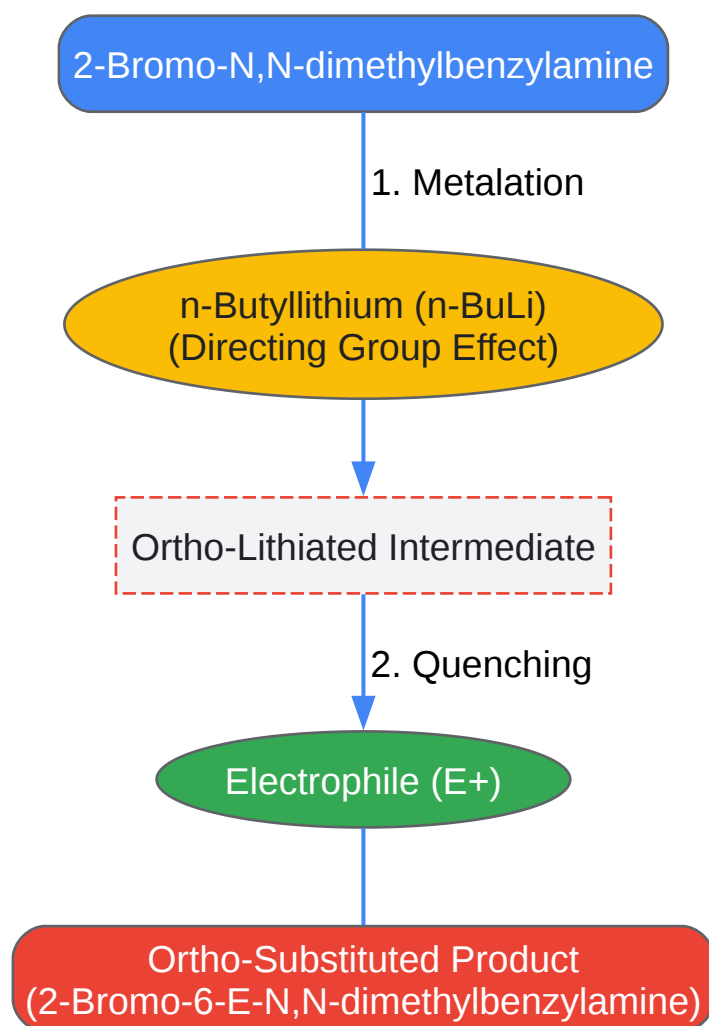 2-Bromo-N,N-dimethylbenzylamine
1. Metalation
n-Butyllithium (n-BuLi)
(Directing Group Effect)
Ortho-Lithiated Intermediate
2. Quenching
Electrophile (E+)
Ortho-Substituted Product
(2-Bromo-6-E-N,N-dimethylbenzylamine)